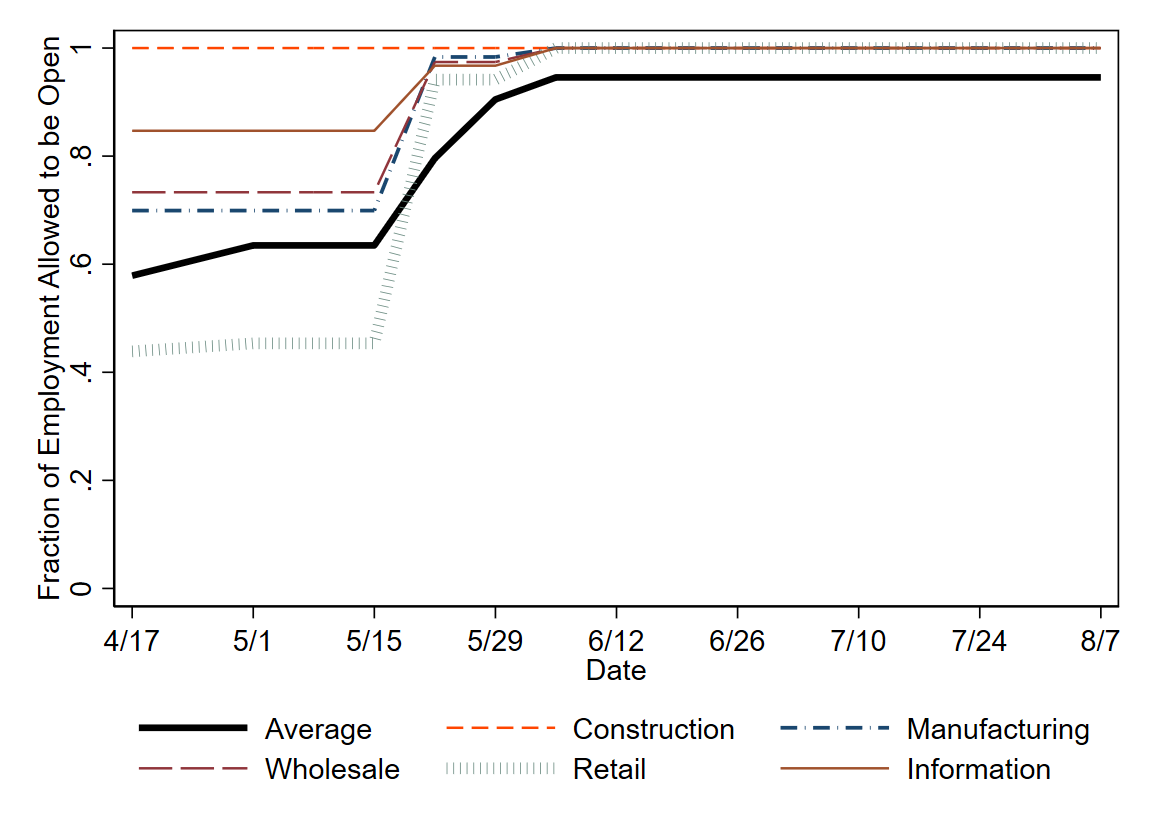 Fraction of Employment Allowed to be Open
1
.8
.6
.4
.2
0
4/17 5/1 5/15 5/29 6/12 6/26 7/10 7/24 8/7
Date
Average Construction Manufacturing
Wholesale Retail Information